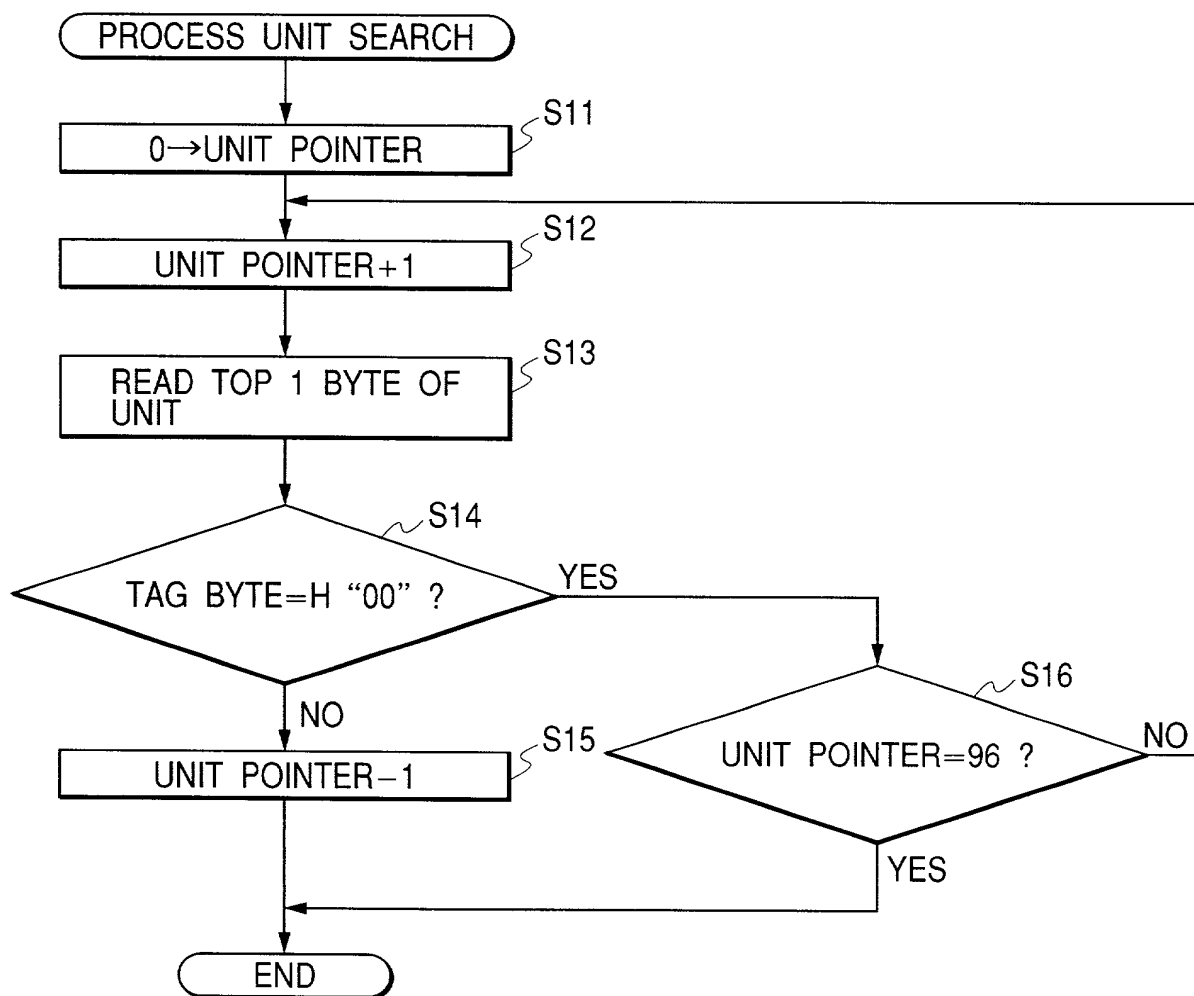 PROCESS UNIT SEARCH
S11
0→UNIT POINTER
S12
UNIT POINTER+1
S13
READ TOP 1 BYTE OF
UNIT
S14
TAG BYTE=H “00” ?
YES
S16
UNIT POINTER=96 ?
NO
NO
S15
UNIT POINTER−1
YES
END